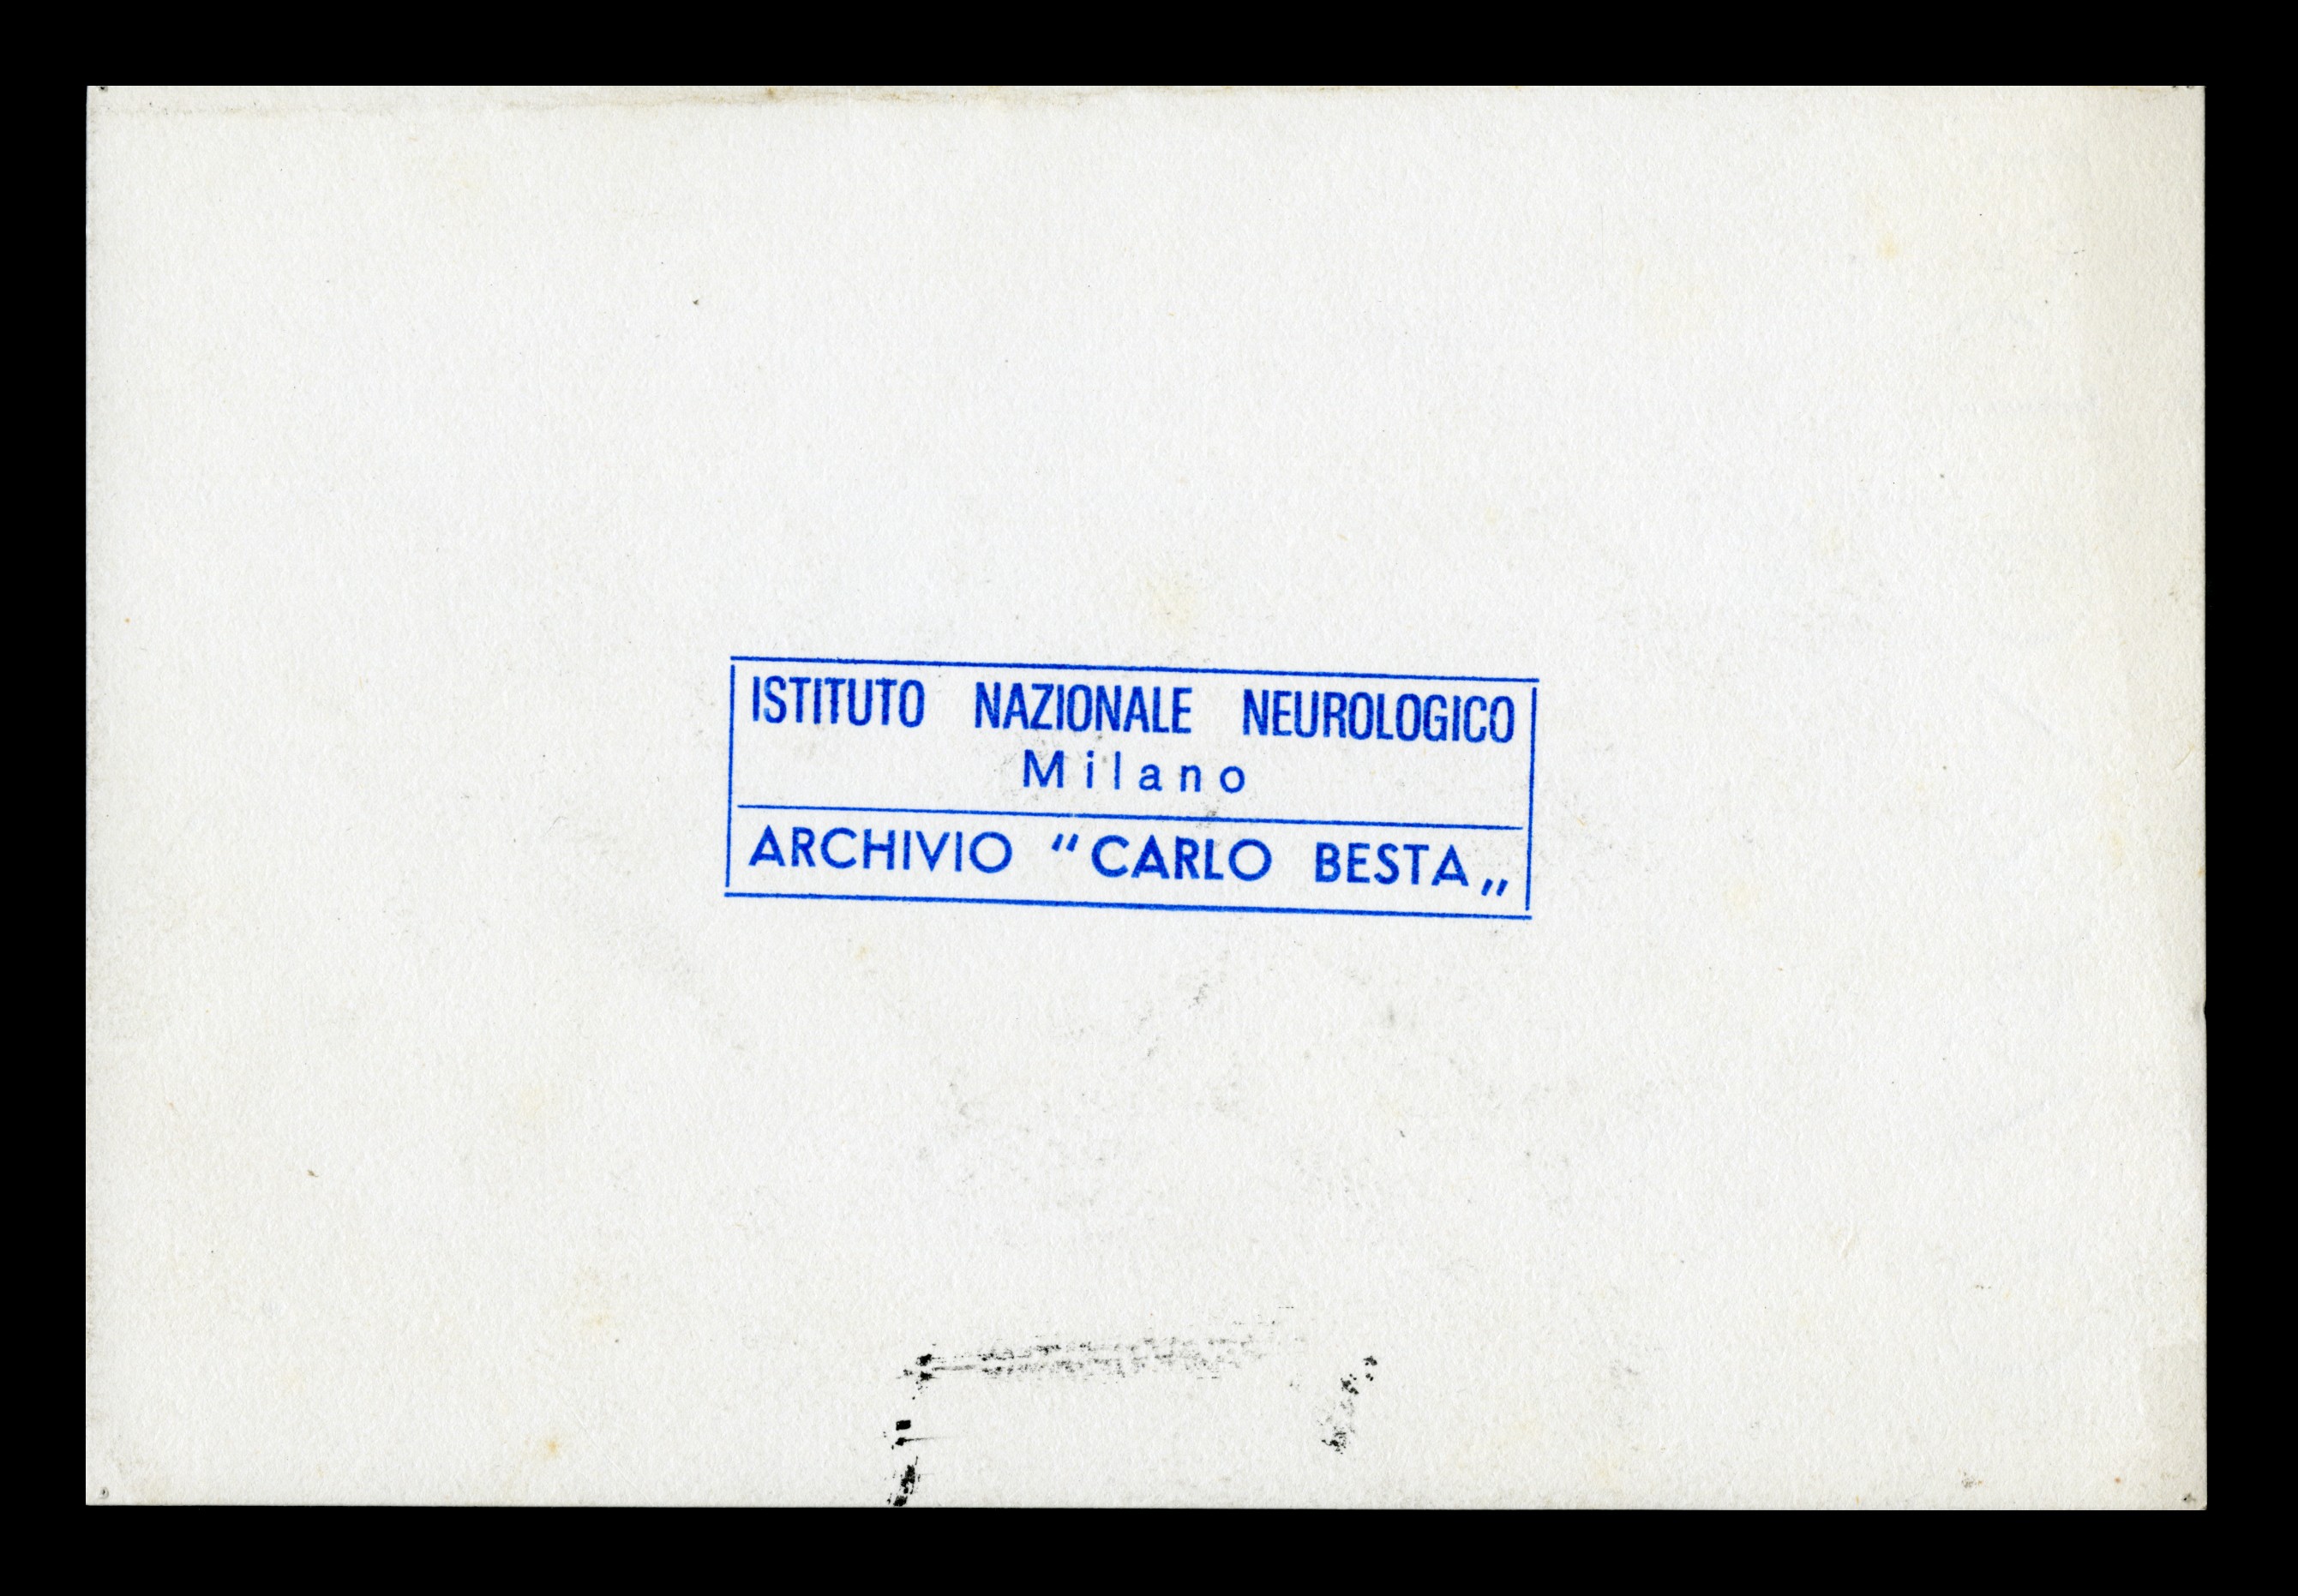 ISTITUTO NAZIONALE NEUROLOGICO
Milano
ARCHIVIO "CARLO BESTA„